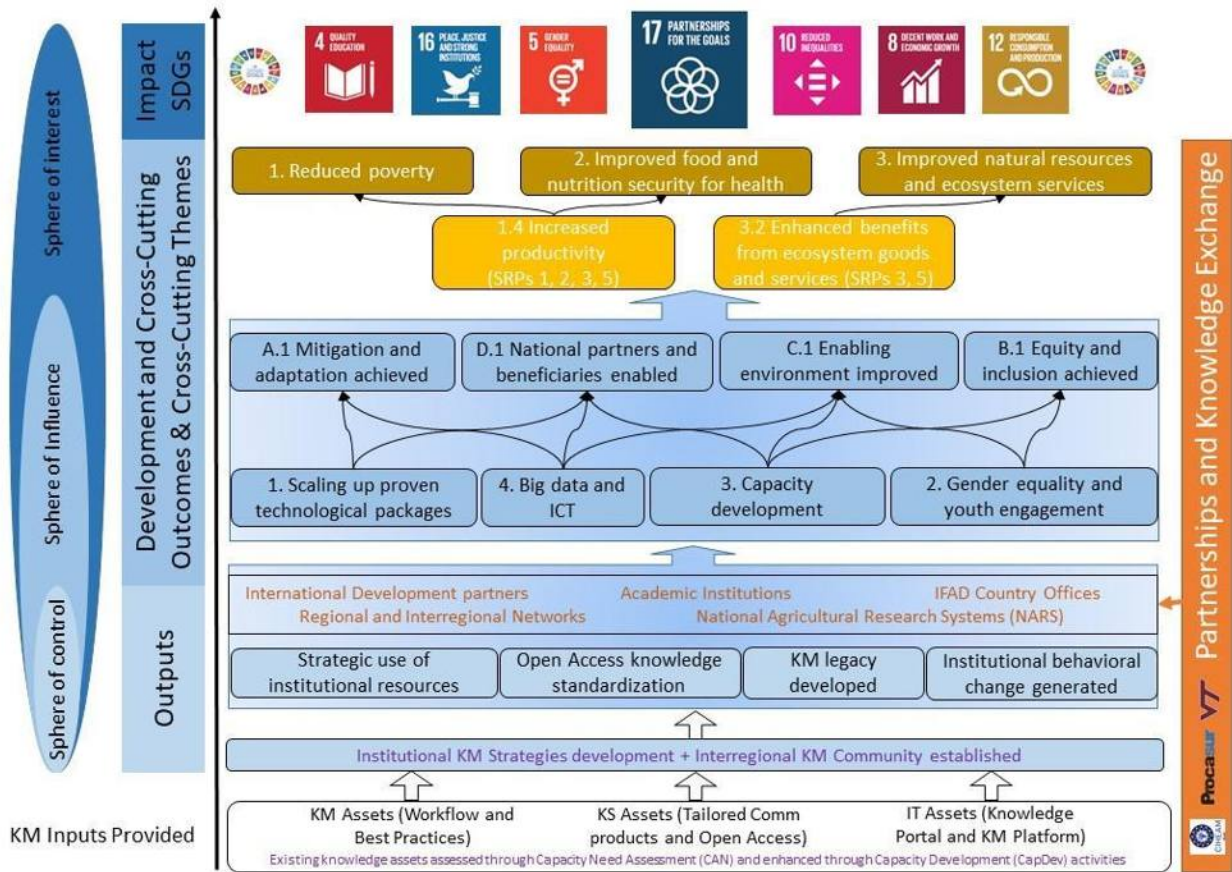 Impact
SDGs
Sphere of interest
Sphere of Influence
Sphere of control
Development and Cross-Cutting
Outcomes & Cross-Cutting Themes
Outputs
KM Inputs Provided
4 QUALITY
EDUCATION
16 PEACE, JUSTICE
AND STRONG
INSTITUTIONS
5 GENDER
EQUALITY
17 PARTNERSHIPS
FOR THE GOALS
10 REDUCED
INEQUALITIES
8 DECENT WORK AND
ECONOMIC GROWTH
12 RESPONSIBLE
CONSUMPTION
AND PRODUCTION
1. Reduced poverty
2. Improved food and
nutrition security for health
3. Improved natural resources
and ecosystem services
1.4 Increased
productivity
(SRPs 1, 2, 3, 5)
3.2 Enhanced benefits
from ecosystem goods
and services (SRPs 3, 5)
A.1 Mitigation and
adaptation achieved
D.1 National partners and
beneficiaries enabled
C.1 Enabling
environment improved
B.1 Equity and
inclusion achieved
1. Scaling up proven
technological packages
4. Big data and
ICT
3. Capacity
development
2. Gender equality and
youth engagement
International Development partners
Academic Institutions
IFAD Country Offices
Regional and Interregional Networks
National Agricultural Research Systems (NARS)
Strategic use of
institutional resources
Open Access knowledge
standardization
KM legacy
developed
Institutional behavioral
change generated
Institutional KM Strategies development + Interregional KM Community established
KM Assets (Workflow and
Best Practices)
KS Assets (Tailored Comm
products and Open Access)
IT Assets (Knowledge
Portal and KM Platform)
Existing knowledge assets assessed through Capacity Need Assessment (CAN) and enhanced through Capacity Development (CapDev) activities
Partnerships and Knowledge Exchange
VT
Procasur
CIHEAM